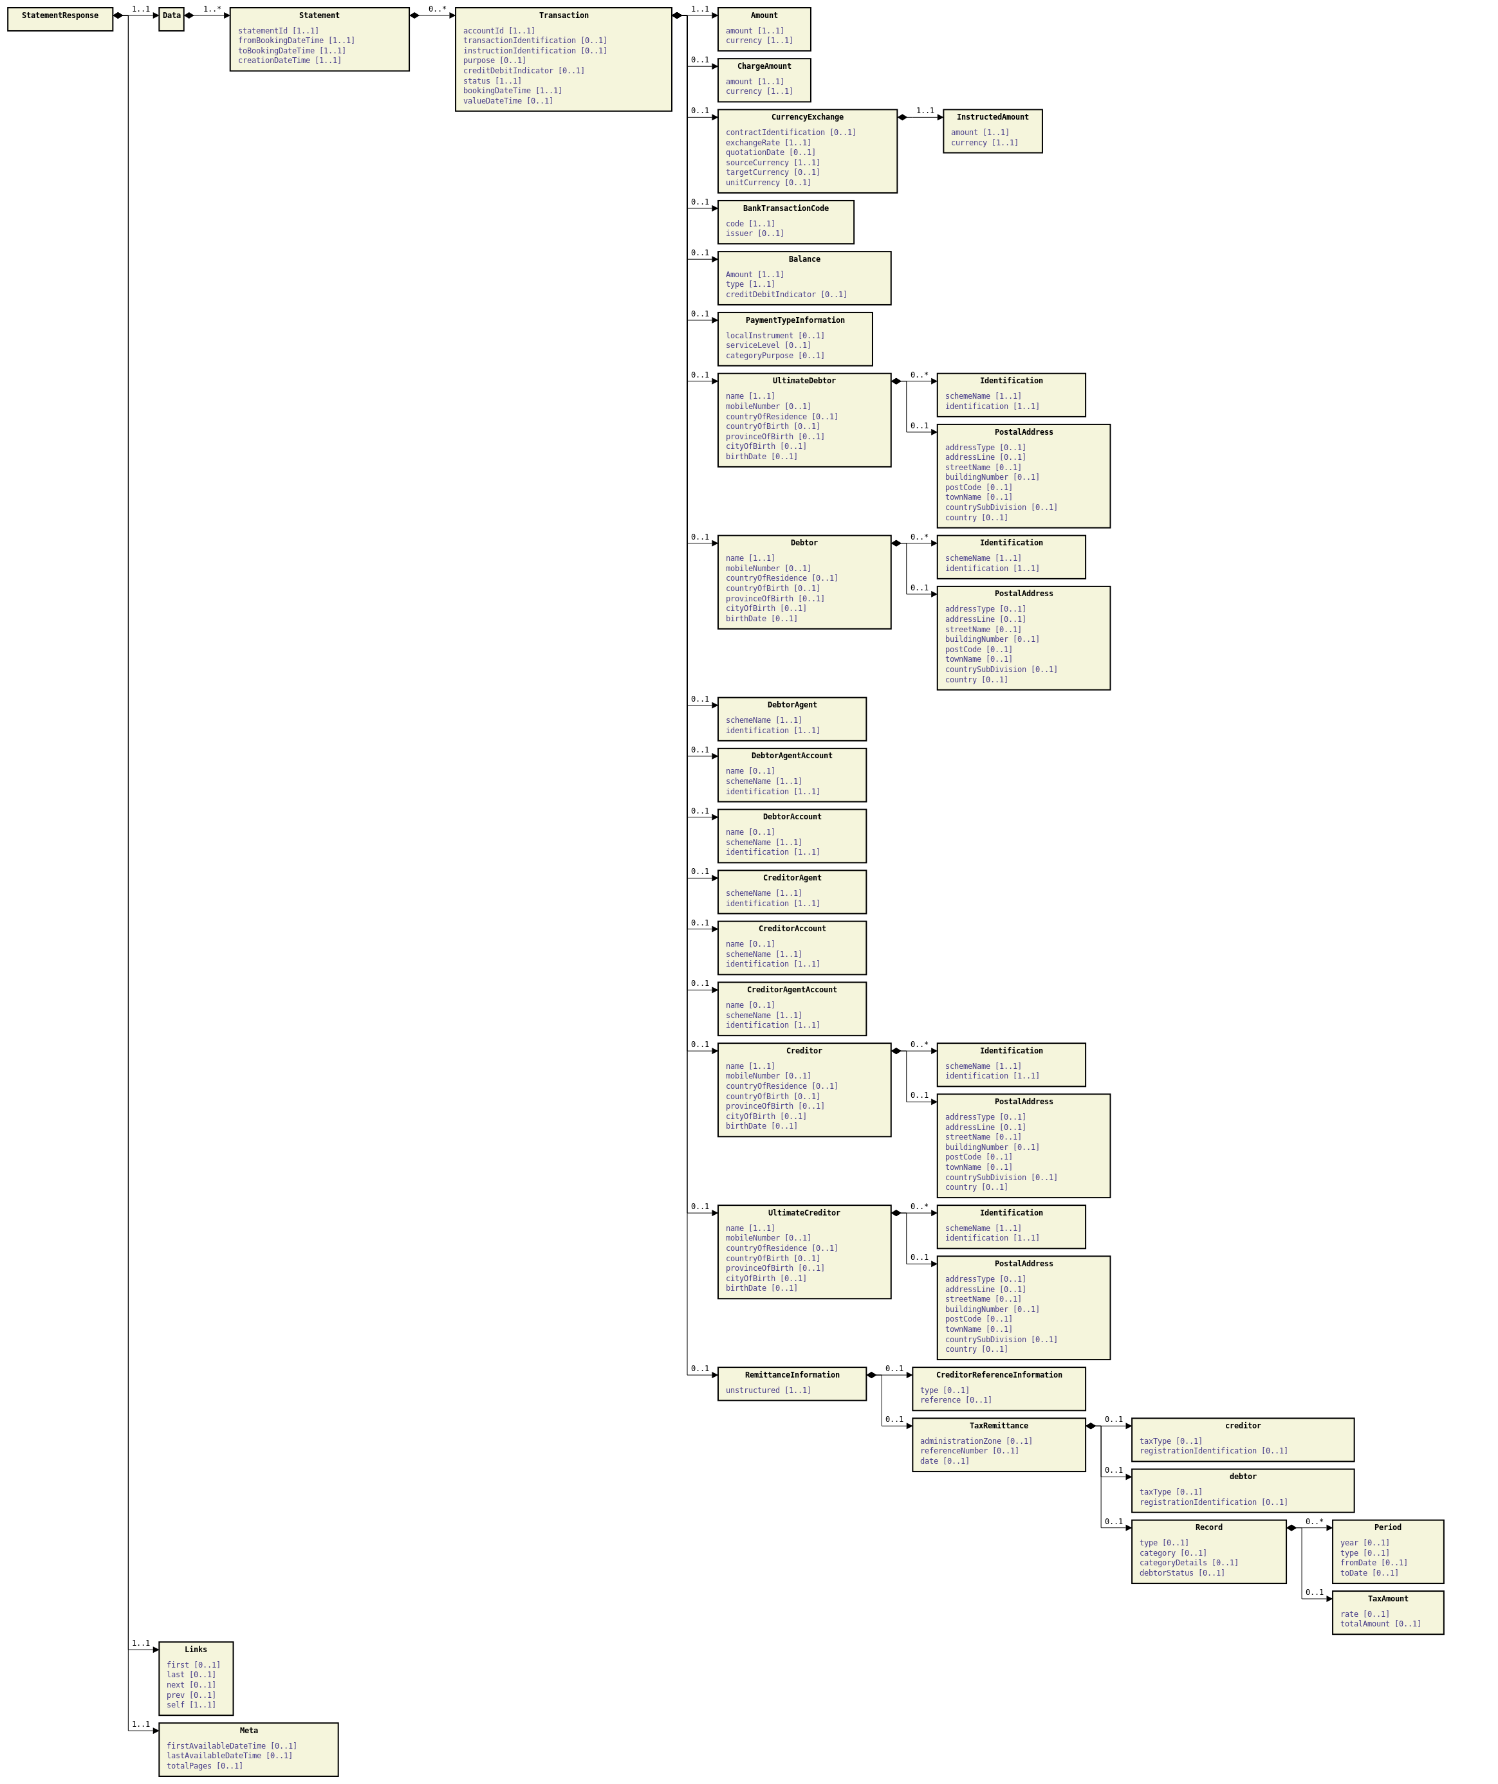 StatementResponse
1..1
Data
1..*
Statement
statementId [1..1]
fromBookingDateTime [1..1]
toBookingDateTime [1..1]
creationDateTime [1..1]
0..*
Transaction
accountId [1..1]
transactionIdentification [0..1]
instructionIdentification [0..1]
purpose [0..1]
creditDebitIndicator [0..1]
status [1..1]
bookingDateTime [1..1]
valueDateTime [0..1]
1..1
Amount
amount [1..1]
currency [1..1]
0..1
ChargeAmount
amount [1..1]
currency [1..1]
0..1
CurrencyExchange
contractIdentification [0..1]
exchangeRate [1..1]
quotationDate [0..1]
sourceCurrency [1..1]
targetCurrency [0..1]
unitCurrency [0..1]
1..1
InstructedAmount
amount [1..1]
currency [1..1]
0..1
BankTransactionCode
code [1..1]
issuer [0..1]
0..1
Balance
Amount [1..1]
type [1..1]
creditDebitIndicator [0..1]
0..1
PaymentTypeInformation
localInstrument [0..1]
serviceLevel [0..1]
categoryPurpose [0..1]
0..1
UltimateDebtor
name [1..1]
mobileNumber [0..1]
countryOfResidence [0..1]
countryOfBirth [0..1]
provinceOfBirth [0..1]
cityOfBirth [0..1]
birthDate [0..1]
0..*
Identification
schemeName [1..1]
identification [1..1]
0..1
PostalAddress
addressType [0..1]
addressLine [0..1]
streetName [0..1]
buildingNumber [0..1]
postCode [0..1]
townName [0..1]
countrySubDivision [0..1]
country [0..1]
0..1
Debtor
name [1..1]
mobileNumber [0..1]
countryOfResidence [0..1]
countryOfBirth [0..1]
provinceOfBirth [0..1]
cityOfBirth [0..1]
birthDate [0..1]
0..*
Identification
schemeName [1..1]
identification [1..1]
0..1
PostalAddress
addressType [0..1]
addressLine [0..1]
streetName [0..1]
buildingNumber [0..1]
postCode [0..1]
townName [0..1]
countrySubDivision [0..1]
country [0..1]
0..1
DebtorAgent
schemeName [1..1]
identification [1..1]
0..1
DebtorAgentAccount
name [0..1]
schemeName [1..1]
identification [1..1]
0..1
DebtorAccount
name [0..1]
schemeName [1..1]
identification [1..1]
0..1
CreditorAgent
schemeName [1..1]
identification [1..1]
0..1
CreditorAccount
name [0..1]
schemeName [1..1]
identification [1..1]
0..1
CreditorAgentAccount
name [0..1]
schemeName [1..1]
identification [1..1]
0..1
Creditor
name [1..1]
mobileNumber [0..1]
countryOfResidence [0..1]
countryOfBirth [0..1]
provinceOfBirth [0..1]
cityOfBirth [0..1]
birthDate [0..1]
0..*
Identification
schemeName [1..1]
identification [1..1]
0..1
PostalAddress
addressType [0..1]
addressLine [0..1]
streetName [0..1]
buildingNumber [0..1]
postCode [0..1]
townName [0..1]
countrySubDivision [0..1]
country [0..1]
0..1
UltimateCreditor
name [1..1]
mobileNumber [0..1]
countryOfResidence [0..1]
countryOfBirth [0..1]
provinceOfBirth [0..1]
cityOfBirth [0..1]
birthDate [0..1]
0..*
Identification
schemeName [1..1]
identification [1..1]
0..1
PostalAddress
addressType [0..1]
addressLine [0..1]
streetName [0..1]
buildingNumber [0..1]
postCode [0..1]
townName [0..1]
countrySubDivision [0..1]
country [0..1]
0..1
RemittanceInformation
unstructured [1..1]
0..1
CreditorReferenceInformation
type [0..1]
reference [0..1]
0..1
TaxRemittance
administrationZone [0..1]
referenceNumber [0..1]
date [0..1]
0..1
creditor
taxType [0..1]
registrationIdentification [0..1]
0..1
debtor
taxType [0..1]
registrationIdentification [0..1]
0..1
Record
type [0..1]
category [0..1]
categoryDetails [0..1]
debtorStatus [0..1]
0..*
Period
year [0..1]
type [0..1]
fromDate [0..1]
toDate [0..1]
0..1
TaxAmount
rate [0..1]
totalAmount [0..1]
1..1
Links
first [0..1]
last [0..1]
next [0..1]
prev [0..1]
self [1..1]
1..1
Meta
firstAvailableDateTime [0..1]
lastAvailableDateTime [0..1]
totalPages [0..1]